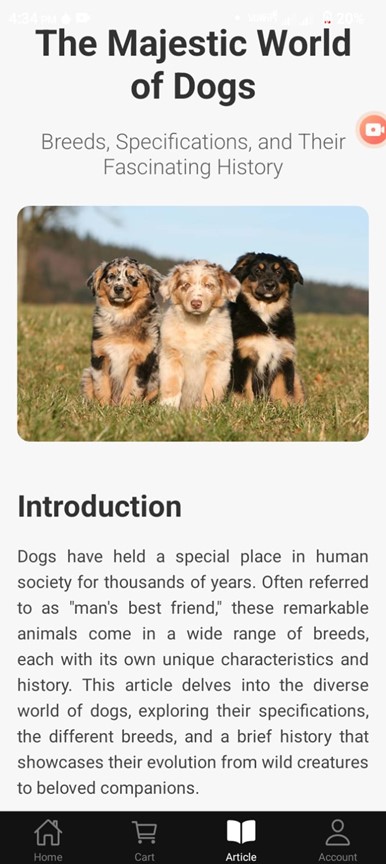 4:34 PM
70%
The Majestic World
of Dogs
Breeds, Specifications, and Their
Fascinating History
Introduction
Dogs have held a special place in human
society for thousands of years. Often referred
to as "man's best friend," these remarkable
animals come in a wide range of breeds,
each with its own unique characteristics and
history. This article delves into the diverse
world of dogs, exploring their specifications,
the different breeds, and a brief history that
showcases their evolution from wild creatures
to beloved companions.
Home
Cart
Article
Account